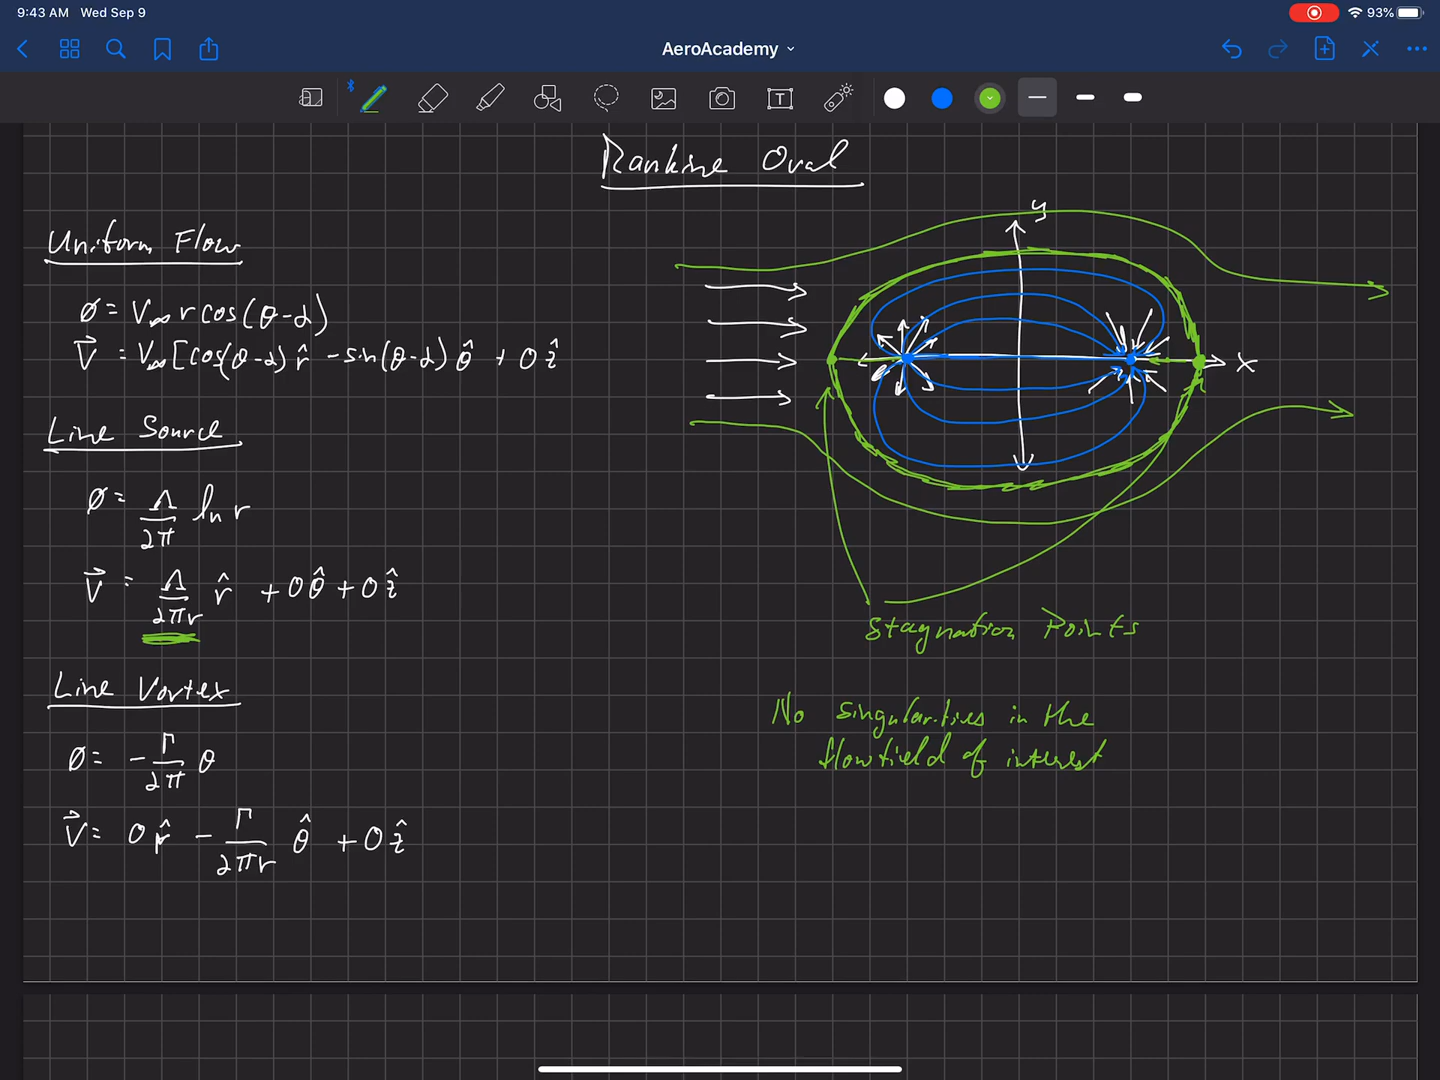 9:43 AM Wed Sep 9
93%
AeroAcademy
T
Rankine Oval
Uniform Flow
ϕ = V∞ r cos(θ-α)
V⃗ = V∞ [cos(θ-α) r̂ - sin(θ-α) θ̂ + 0 ẑ
Line Source
ϕ = Λ/2π ln r
V⃗ = Λ/2πr r̂ + 0θ̂ + 0ẑ
Line Vortex
ϕ = - Γ/2π θ
V⃗ = 0 r̂ - Γ/2πr θ̂ + 0 ẑ
y
x
Stagnation Points
No singularities in the
flowfield of interest